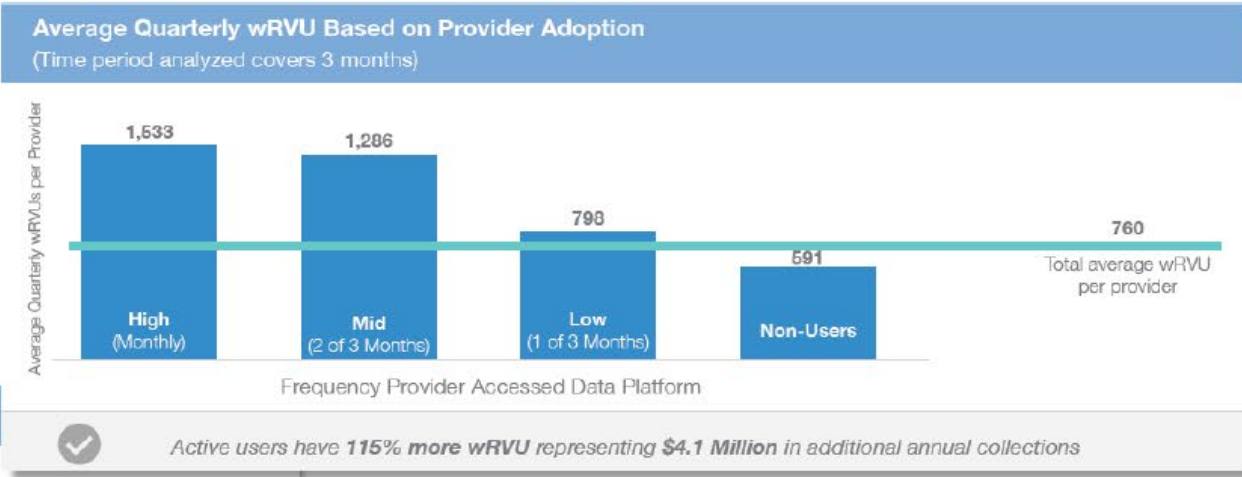 Average Quarterly wRVU Based on Provider Adoption
(Time period analyzed covers 3 months)
Average Quarterly wRVUs per Provider
1,533
1,286
798
591
760
Total average wRVU
per provider
High
(Monthly)
Mid
(2 of 3 Months)
Low
(1 of 3 Months)
Non-Users
Frequency Provider Accessed Data Platform
Active users have 115% more wRVU representing $4.1 Million in additional annual collections